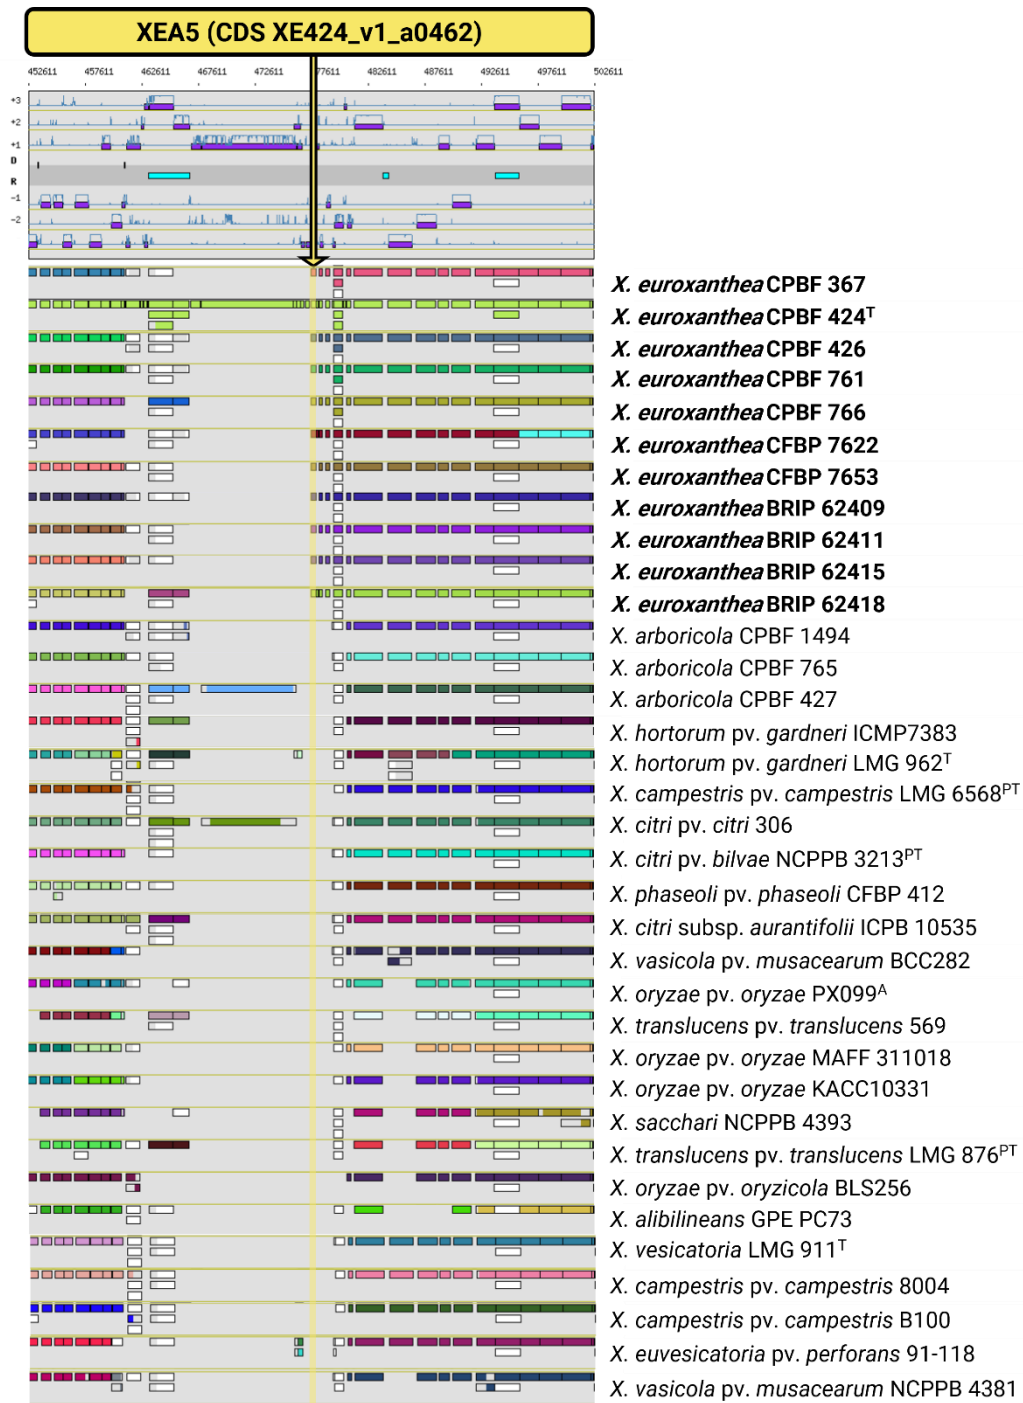 XEA5 (CDS XE424_v1_a0462)
452611 457611 462611 467611 472611 77611 482611 487611 492611 497611 502611
+3
+2
+1
D
R
-1
-2
X. euroxanthea CPBF 367
X. euroxanthea CPBF 424T
X. euroxanthea CPBF 426
X. euroxanthea CPBF 761
X. euroxanthea CPBF 766
X. euroxanthea CFBP 7622
X. euroxanthea CFBP 7653
X. euroxanthea BRIP 62409
X. euroxanthea BRIP 62411
X. euroxanthea BRIP 62415
X. euroxanthea BRIP 62418
X. arboricola CPBF 1494
X. arboricola CPBF 765
X. arboricola CPBF 427
X. hortorum pv. gardneri ICMP7383
X. hortorum pv. gardneri LMG 962T
X. campestris pv. campestris LMG 6568PT
X. citri pv. citri 306
X. citri pv. bilvae NCPPB 3213PT
X. phaseoli pv. phaseoli CFBP 412
X. citri subsp. aurantifolii ICPB 10535
X. vasicola pv. musacearum BCC282
X. oryzae pv. oryzae PX099A
X. translucens pv. translucens 569
X. oryzae pv. oryzae MAFF 311018
X. oryzae pv. oryzae KACC10331
X. sacchari NCPPB 4393
X. translucens pv. translucens LMG 876PT
X. oryzae pv. oryzicola BLS256
X. alibilineans GPE PC73
X. vesicatoria LMG 911T
X. campestris pv. campestris 8004
X. campestris pv. campestris B100
X. euvesicatoria pv. perforans 91-118
X. vasicola pv. musacearum NCPPB 4381